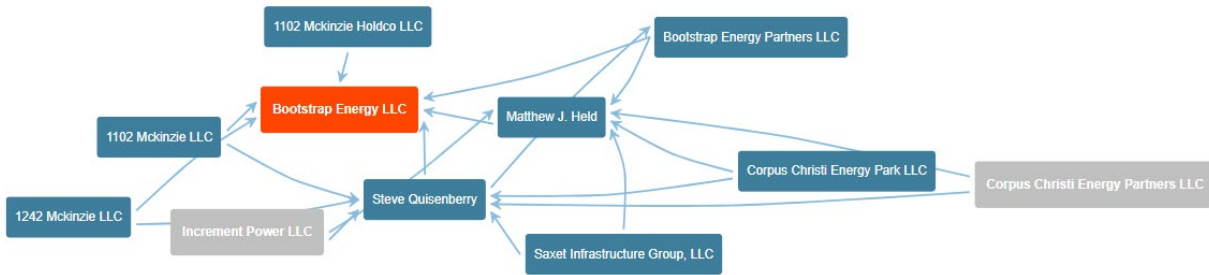 1102 Mckinzie Holdco LLC
Bootstrap Energy Partners LLC
Bootstrap Energy LLC
Matthew J. Held
1102 Mckinzie LLC
Corpus Christi Energy Park LLC
Corpus Christi Energy Partners LLC
Steve Quisenberry
1242 Mckinzie LLC
Increment Power LLC
Saxet Infrastructure Group, LLC